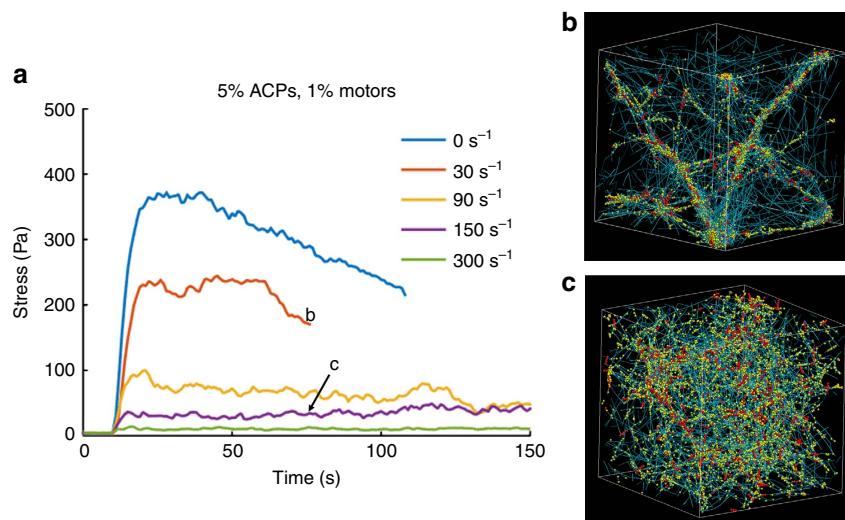 a
5% ACPs, 1% motors
500
400
300
200
100
0
Stress (Pa)
0
50
100
150
Time (s)
0 s⁻¹
30 s⁻¹
90 s⁻¹
150 s⁻¹
300 s⁻¹
b
c
b
c